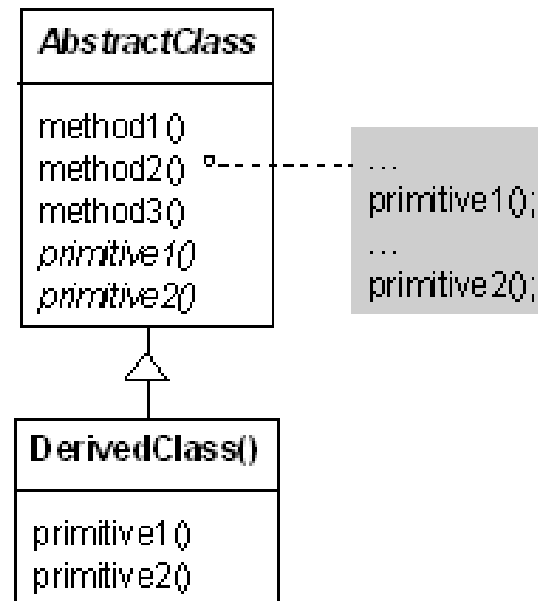 AbstractClass
method1()
method2()
method3()
primitive1()
primitive2()
...
primitive1();
...
primitive2();
DerivedClass()
primitive1()
primitive2()